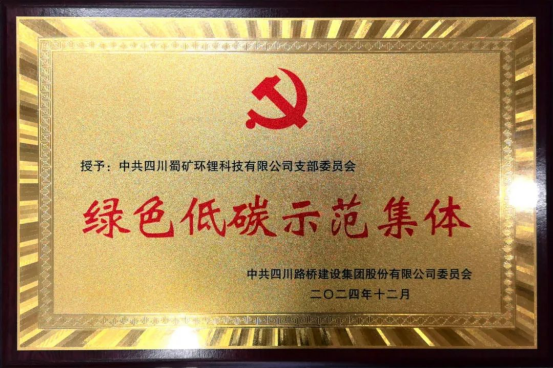 授予：中共四川蜀矿环锂科技有限公司支部委员会
绿色低碳示范集体
中共四川路桥建设集团股份有限公司委员会
二〇二四年十二月